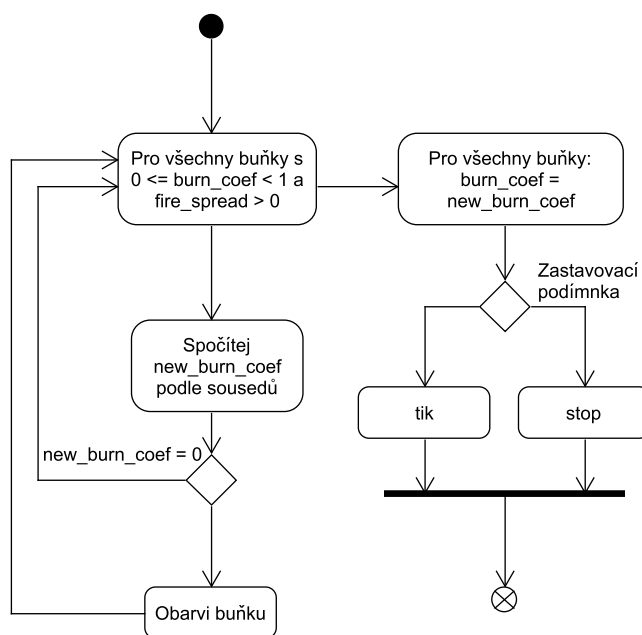 Pro všechny buňky s
0 <= burn_coef < 1 a
fire_spread > 0
Pro všechny buňky:
burn_coef =
new_burn_coef
Zastavovací
podímnka
Spočítej
new_burn_coef
podle sousedů
tik
stop
new_burn_coef = 0
Obarvi buňku